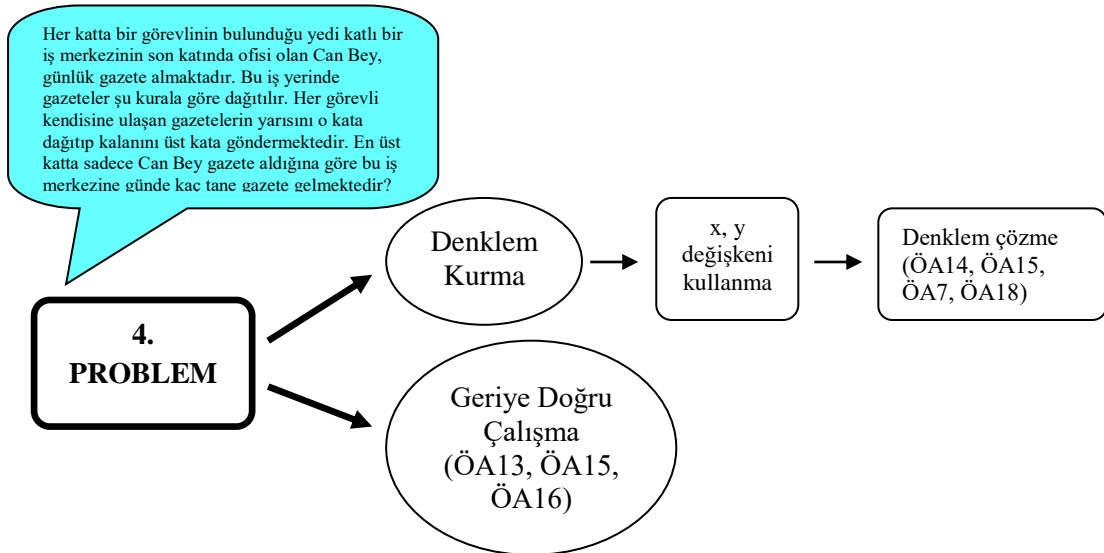 Her katta bir görevlinin bulunduğu yedi katlı bir
iş merkezinin son katında ofisi olan Can Bey,
günlük gazete almaktadır. Bu iş yerinde
gazeteler şu kurala göre dağıtılır. Her görevli
kendisine ulaşan gazetelerin yarısını o kata
dağıtıp kalanını üst kata göndermektedir. En üst
katta sadece Can Bey gazete aldığına göre bu iş
merkezine günde kaç tane gazete gelmektedir?
Denklem
Kurma
x, y
değişkeni
kullanma
Denklem çözme
(ÖA14, ÖA15,
ÖA7, ÖA18)
4.
PROBLEM
Geriye Doğru
Çalışma
(ÖA13, ÖA15,
ÖA16)